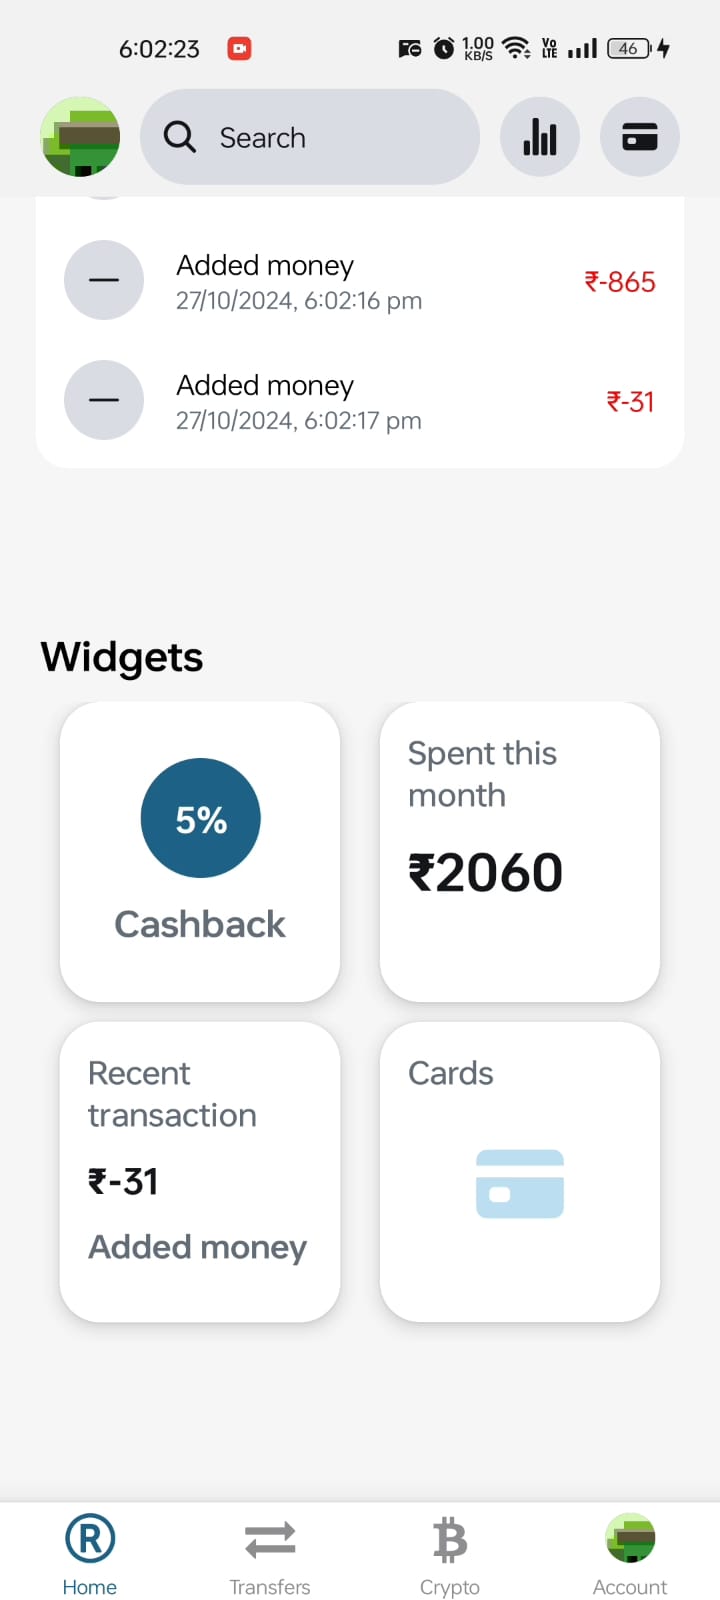 6:02:23 1.00 KB/S Vo LTE 46
Search
Added money
₹-865
27/10/2024, 6:02:16 pm
Added money
₹-31
27/10/2024, 6:02:17 pm
Widgets
5%
Cashback
Spent this
month
₹2060
Recent
transaction
₹-31
Added money
Cards
R
Home
Transfers
Crypto
Account